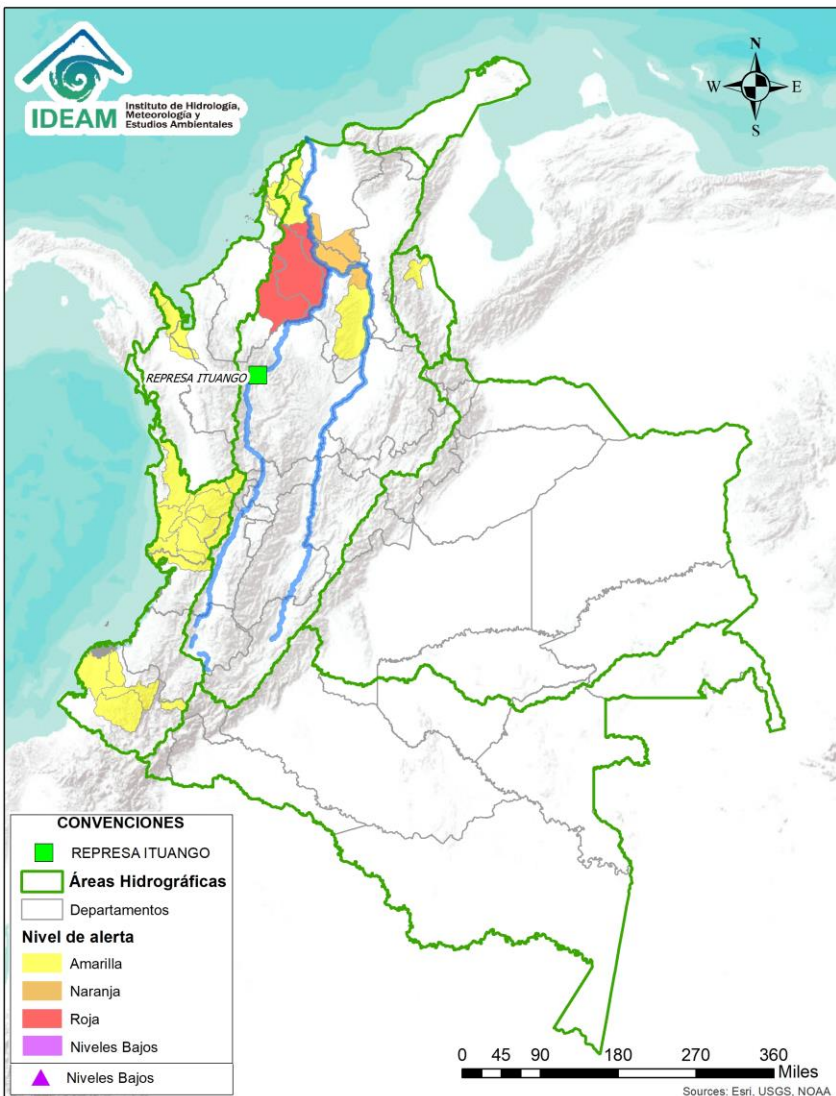 IDEAM
Instituto de Hidrología,
Meteorología y
Estudios Ambientales
N
W
E
S
REPRESA ITUANGO
CONVENCIONES
REPRESA ITUANGO
Áreas Hidrográficas
Departamentos
Nivel de alerta
Amarilla
Naranja
Roja
Niveles Bajos
Niveles Bajos
0 45 90 180 270 360
Miles
Sources: Esri, USGS, NOAA